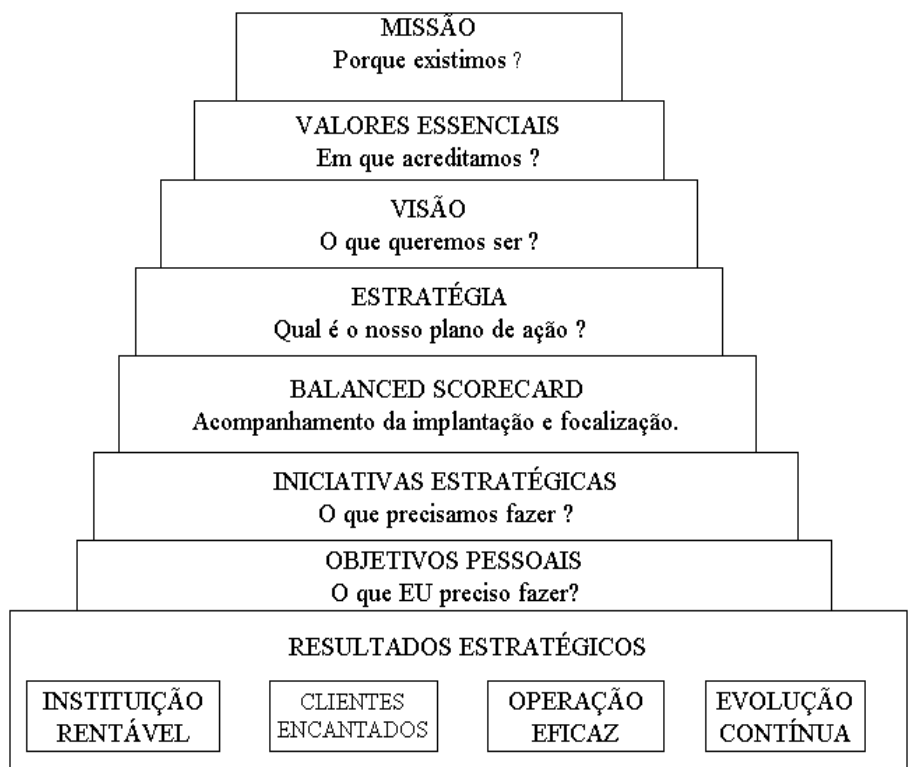 MISSÃO
Porque existimos ?
VALORES ESSENCIAIS
Em que acreditamos ?
VISÃO
O que queremos ser ?
ESTRATÉGIA
Qual é o nosso plano de ação ?
BALANCED SCORECARD
Acompanhamento da implantação e focalização.
INICIATIVAS ESTRATÉGICAS
O que precisamos fazer ?
OBJETIVOS PESSOAIS
O que EU preciso fazer?
RESULTADOS ESTRATÉGICOS
INSTITUIÇÃO
RENTÁVEL
CLIENTES
ENCANTADOS
OPERAÇÃO
EFICAZ
EVOLUÇÃO
CONTÍNUA